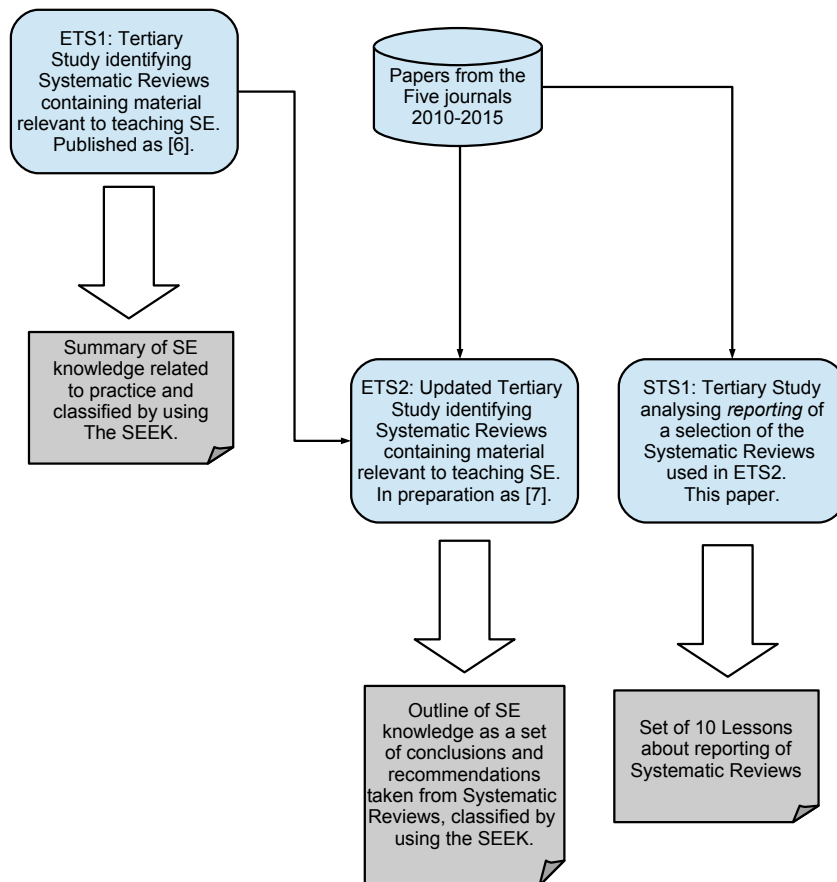 ETS1: Tertiary
Study identifying
Systematic Reviews
containing material
relevant to teaching SE.
Published as [6].
Papers from the
Five journals
2010-2015
Summary of SE
knowledge related
to practice and
classified by using
The SEEK.
ETS2: Updated Tertiary
Study identifying
Systematic Reviews
containing material
relevant to teaching SE.
In preparation as [7].
STS1: Tertiary Study
analysing reporting of
a selection of the
Systematic Reviews
used in ETS2.
This paper.
Outline of SE
knowledge as a set
of conclusions and
recommendations
taken from Systematic
Reviews, classified by
using the SEEK.
Set of 10 Lessons
about reporting of
Systematic Reviews